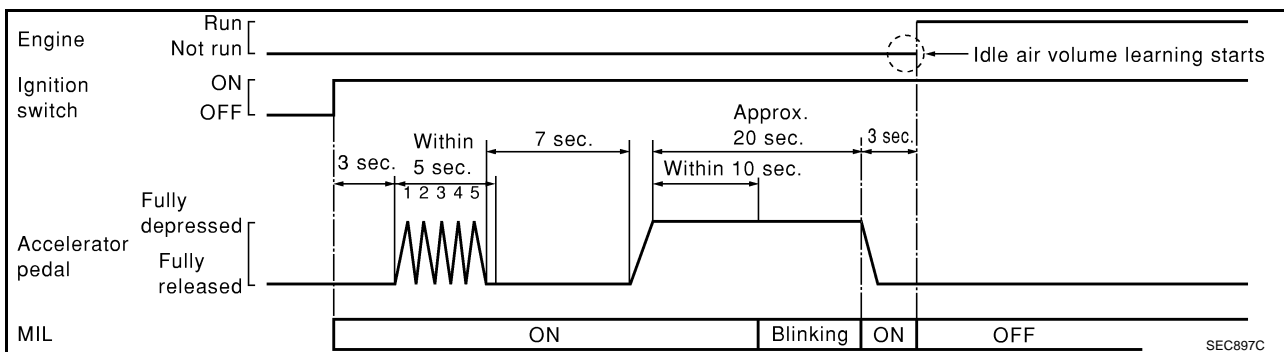 Engine
Run
Not run
Idle air volume learning starts
Ignition
switch
ON
OFF
3 sec.
Within
5 sec.
1 2 3 4 5
7 sec.
Approx.
20 sec.
Within 10 sec.
3 sec.
Accelerator
pedal
Fully
depressed
Fully
released
MIL
ON
Blinking
ON
OFF
SEC897C